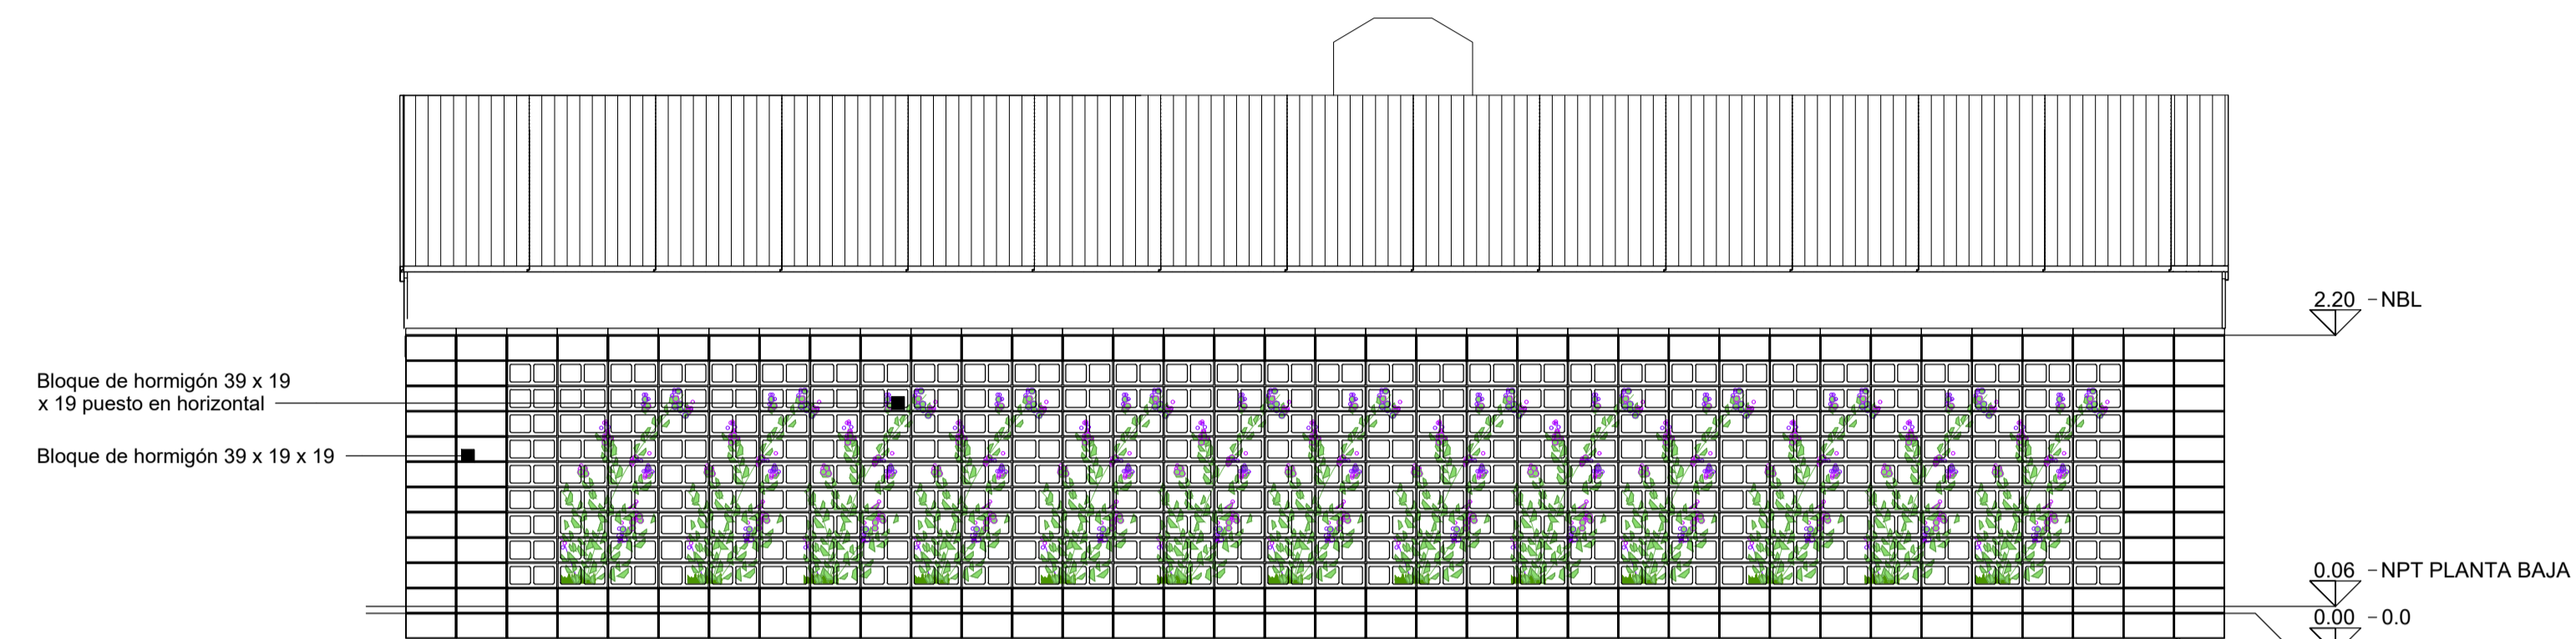 2.20 NBL
Bloque de hormigón 39 x 19
x 19 puesto en horizontal
Bloque de hormigón 39 x 19 x 19
0.06 NPT PLANTA BAJA
0.00 0.0